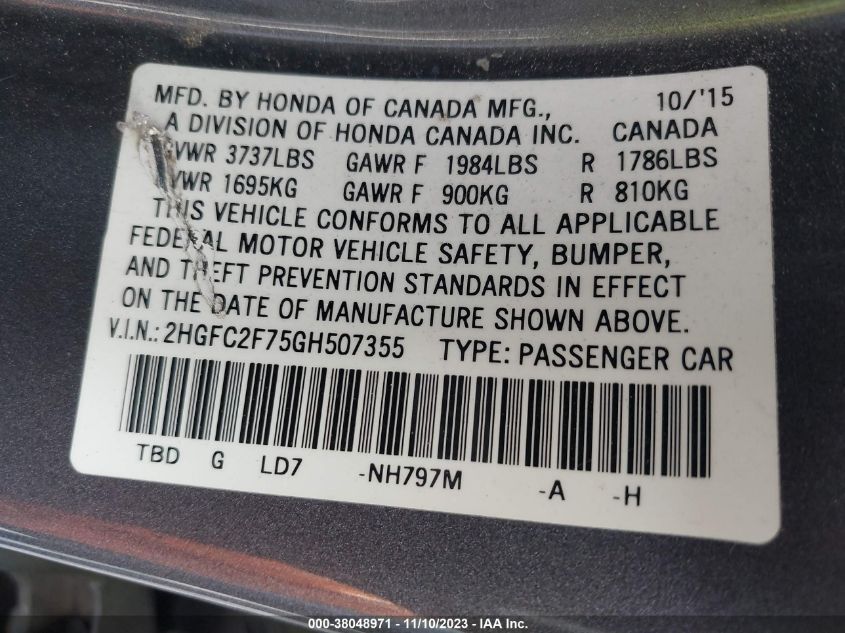 MFD. BY HONDA OF CANADA MFG., 10/'15
A DIVISION OF HONDA CANADA INC. CANADA
GVWR 3737LBS GAWR F 1984LBS R 1786LBS
GVWR 1695KG GAWR F 900KG R 810KG
THIS VEHICLE CONFORMS TO ALL APPLICABLE
FEDERAL MOTOR VEHICLE SAFETY, BUMPER,
AND THEFT PREVENTION STANDARDS IN EFFECT
ON THE DATE OF MANUFACTURE SHOWN ABOVE.
V.I.N.: 2HGFC2F75GH507355 TYPE: PASSENGER CAR
TBD G LD7 -NH797M -A -H
000-38048971 - 11/10/2023 - IAA Inc.